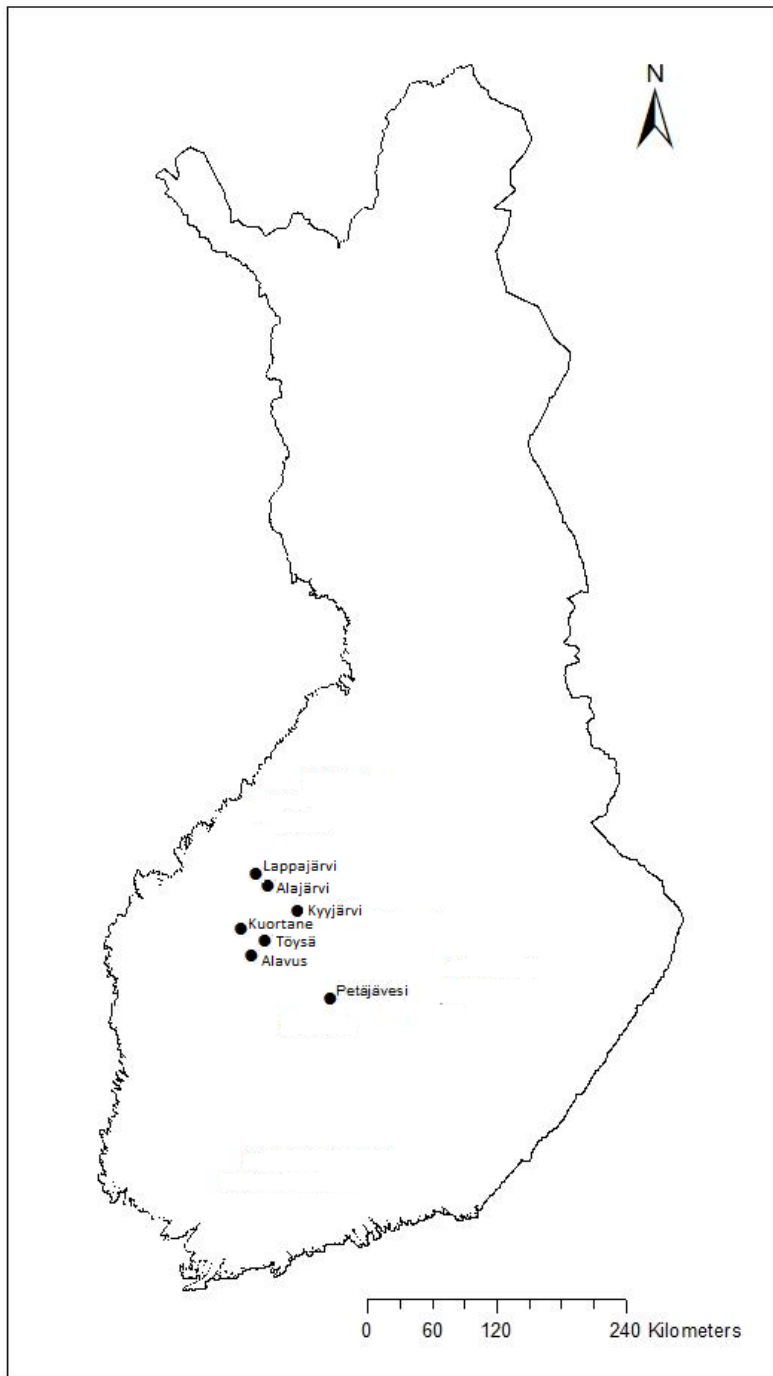 N
Lappajärvi
Alajärvi
Kyyjärvi
Kuortane
Töysä
Alavus
Petäjävesi
0 60 120 240 Kilometers